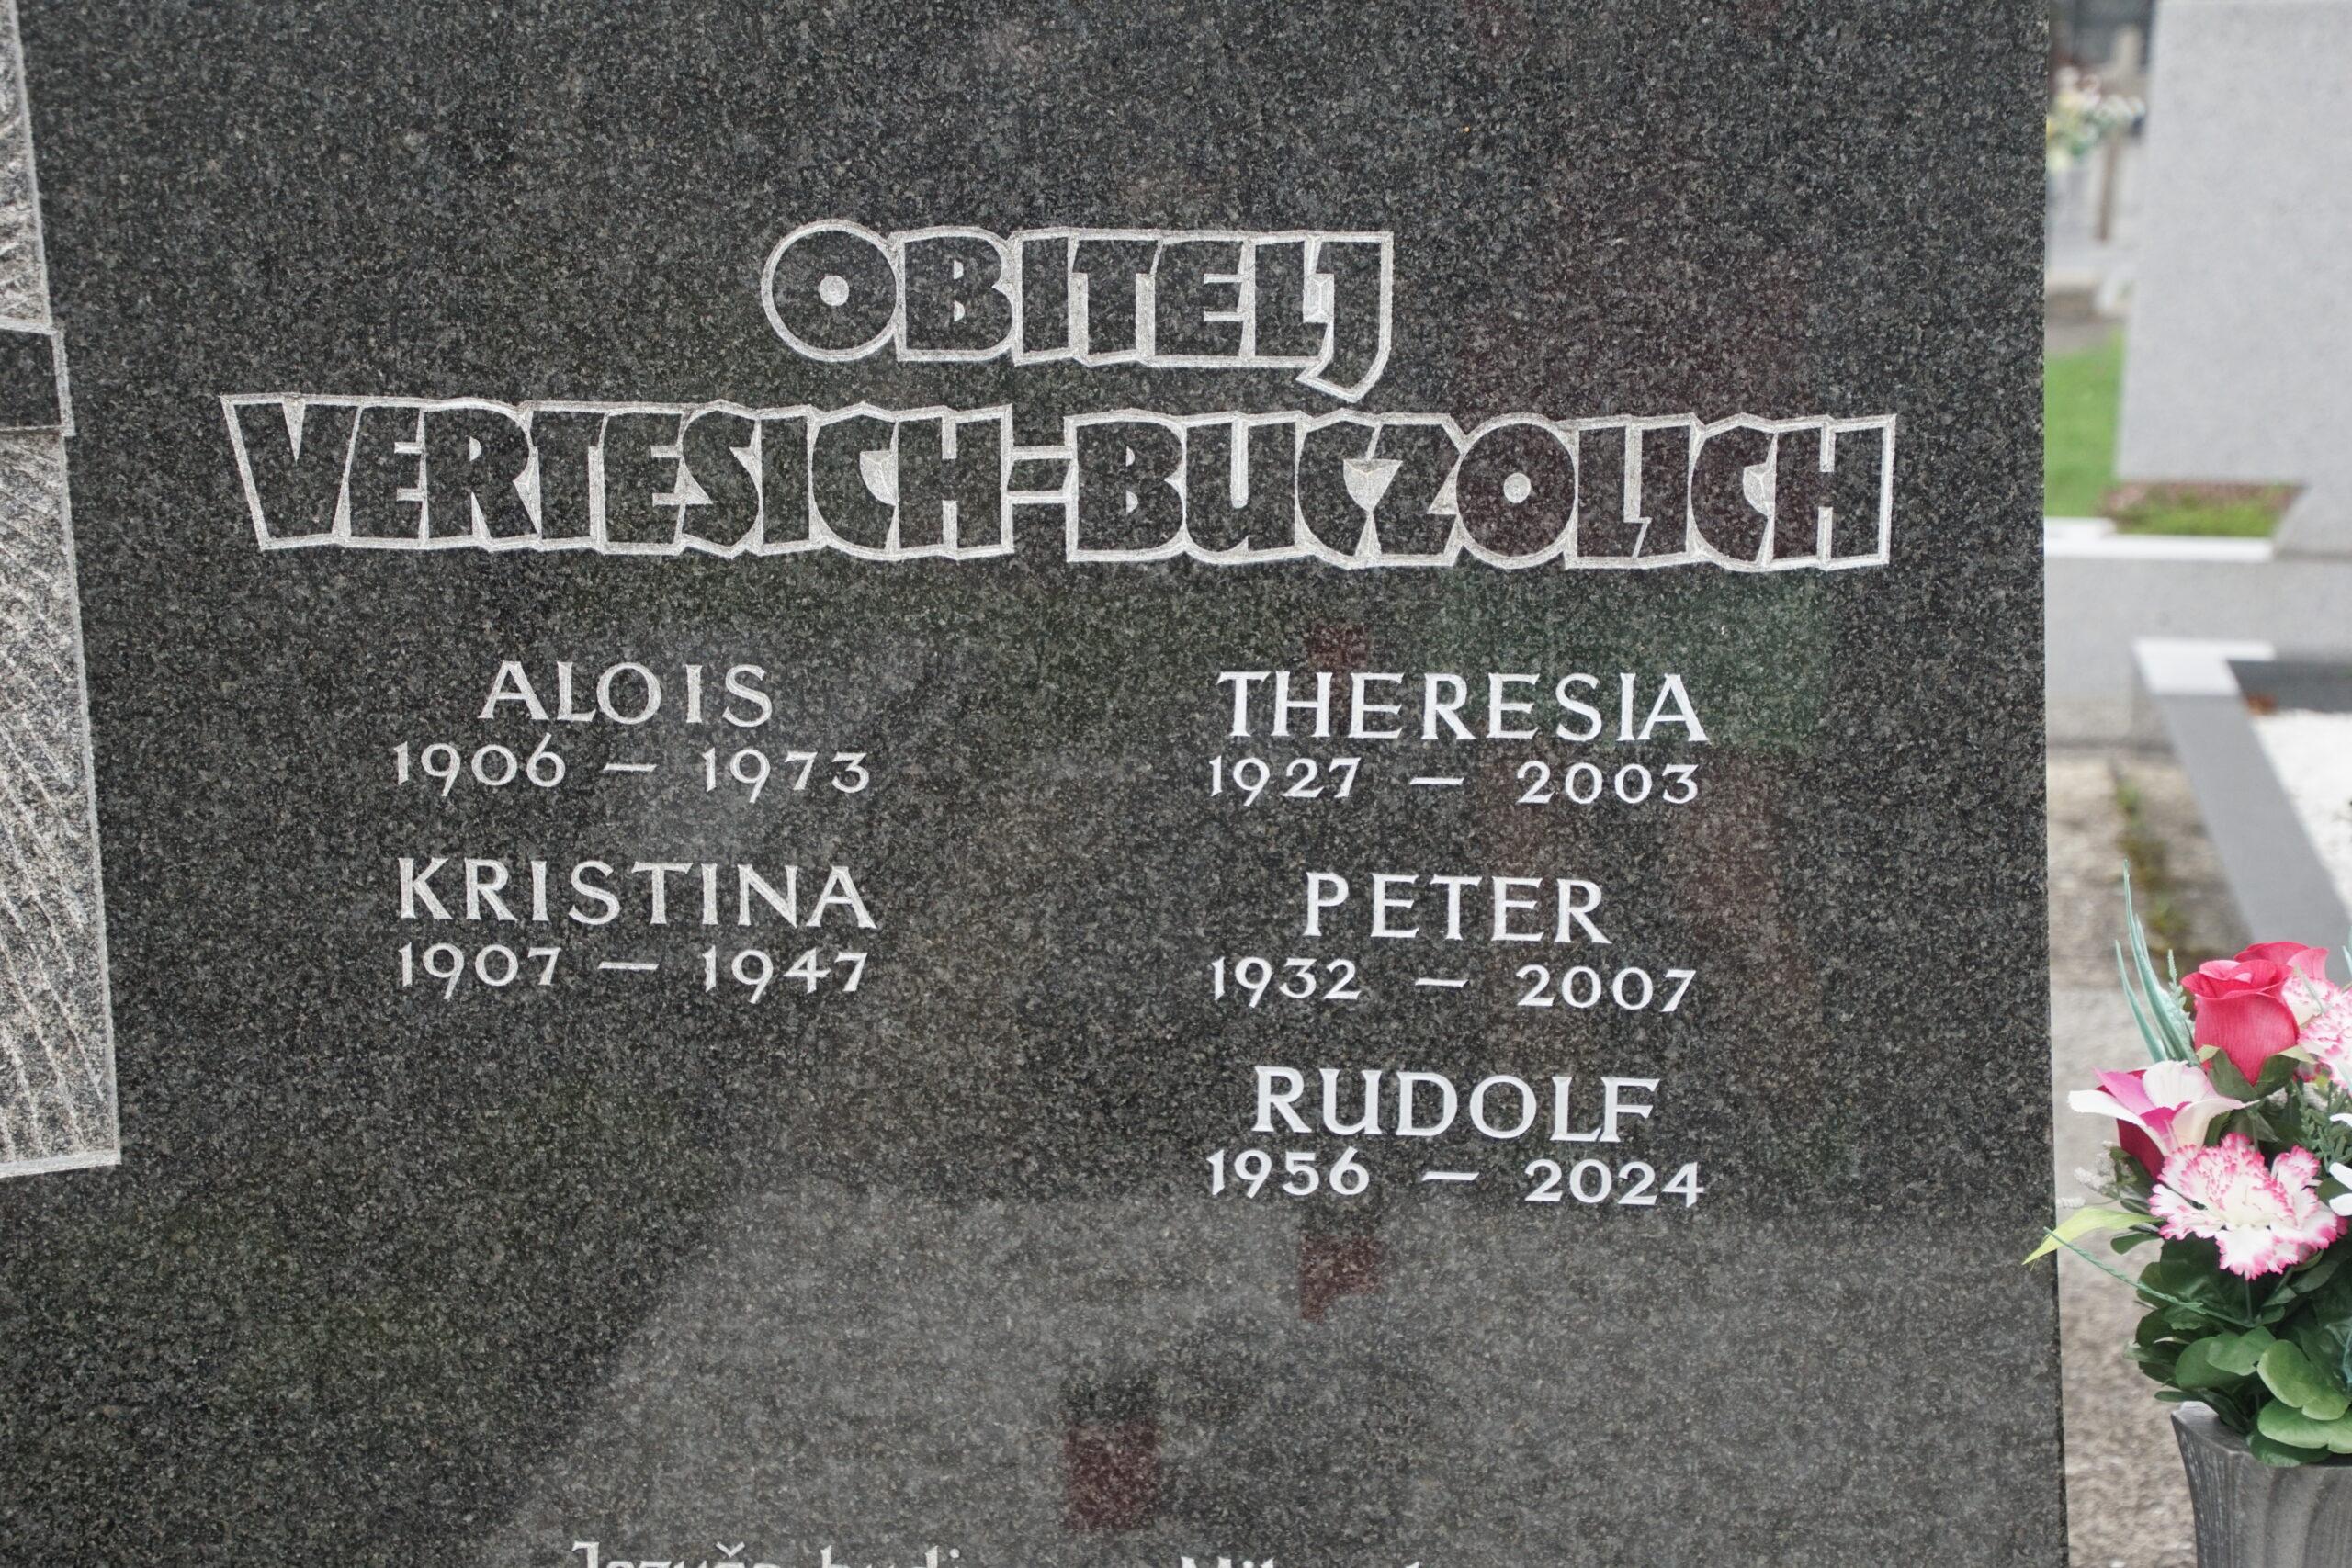 OBITELJ
VERTESICH-BUCZOLICH
ALOIS
1906 – 1973
KRISTINA
1907 – 1947
THERESIA
1927 – 2003
PETER
1932 – 2007
RUDOLF
1956 – 2024